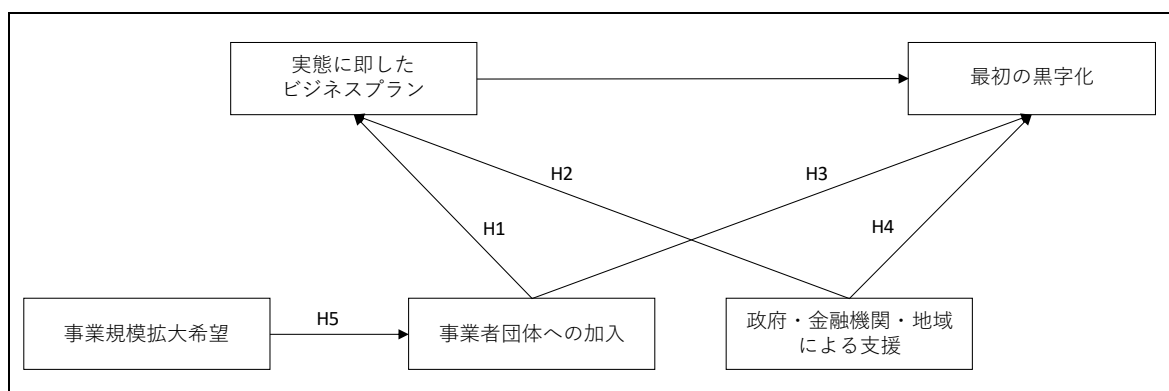 実態に即した
ビジネスプラン
最初の黒字化
H2
H3
H1
H4
事業規模拡大希望
H5
事業者団体への加入
政府・金融機関・地域
による支援